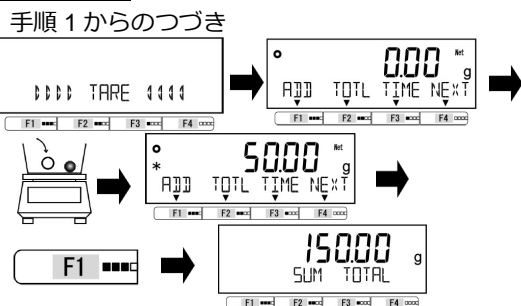 手順 1 からのつづき
TARE
0.00 Net g
ADD TOTL TIME NEXT
F1 F2 F3 F4
F1 F2 F3 F4
* 50.00 Net g
ADD TOTL TIME NEXT
F1 F2 F3 F4
F1
150.00 g
SUM TOTAL
F1 F2 F3 F4